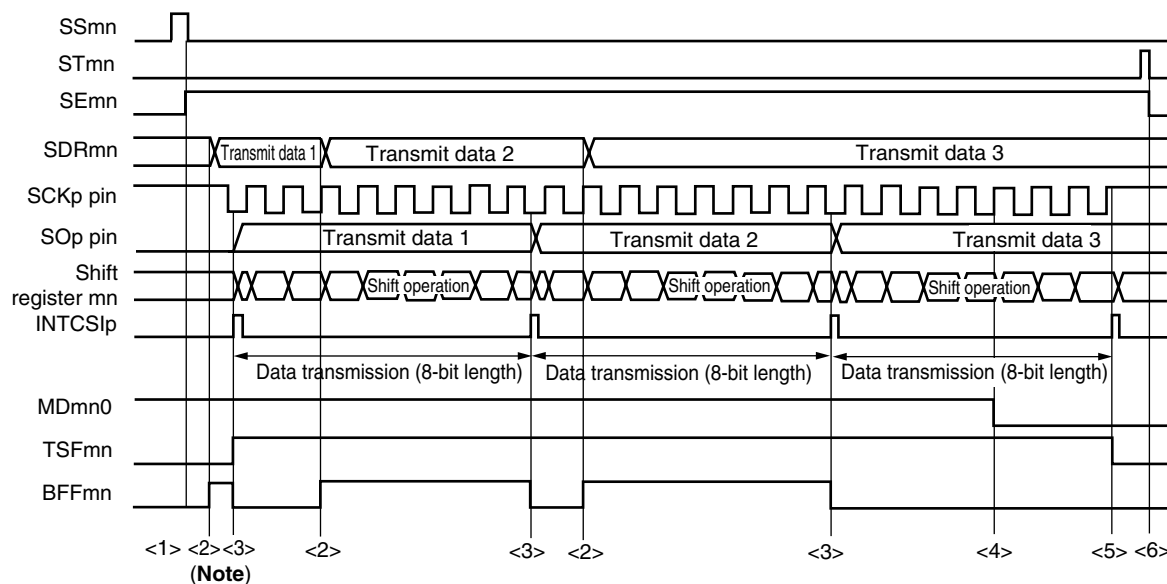 SSmn
STmn
SEmn
SDRmn Transmit data 1 Transmit data 2 Transmit data 3
SCKp pin
SOp pin Transmit data 1 Transmit data 2 Transmit data 3
Shift
register mn Shift operation Shift operation Shift operation
INTCSIp
Data transmission (8-bit length) Data transmission (8-bit length) Data transmission (8-bit length)
MDmn0
TSFmn
BFFmn
<1> <2> <3> <2> <3> <2> <3> <4> <5> <6>
(Note)